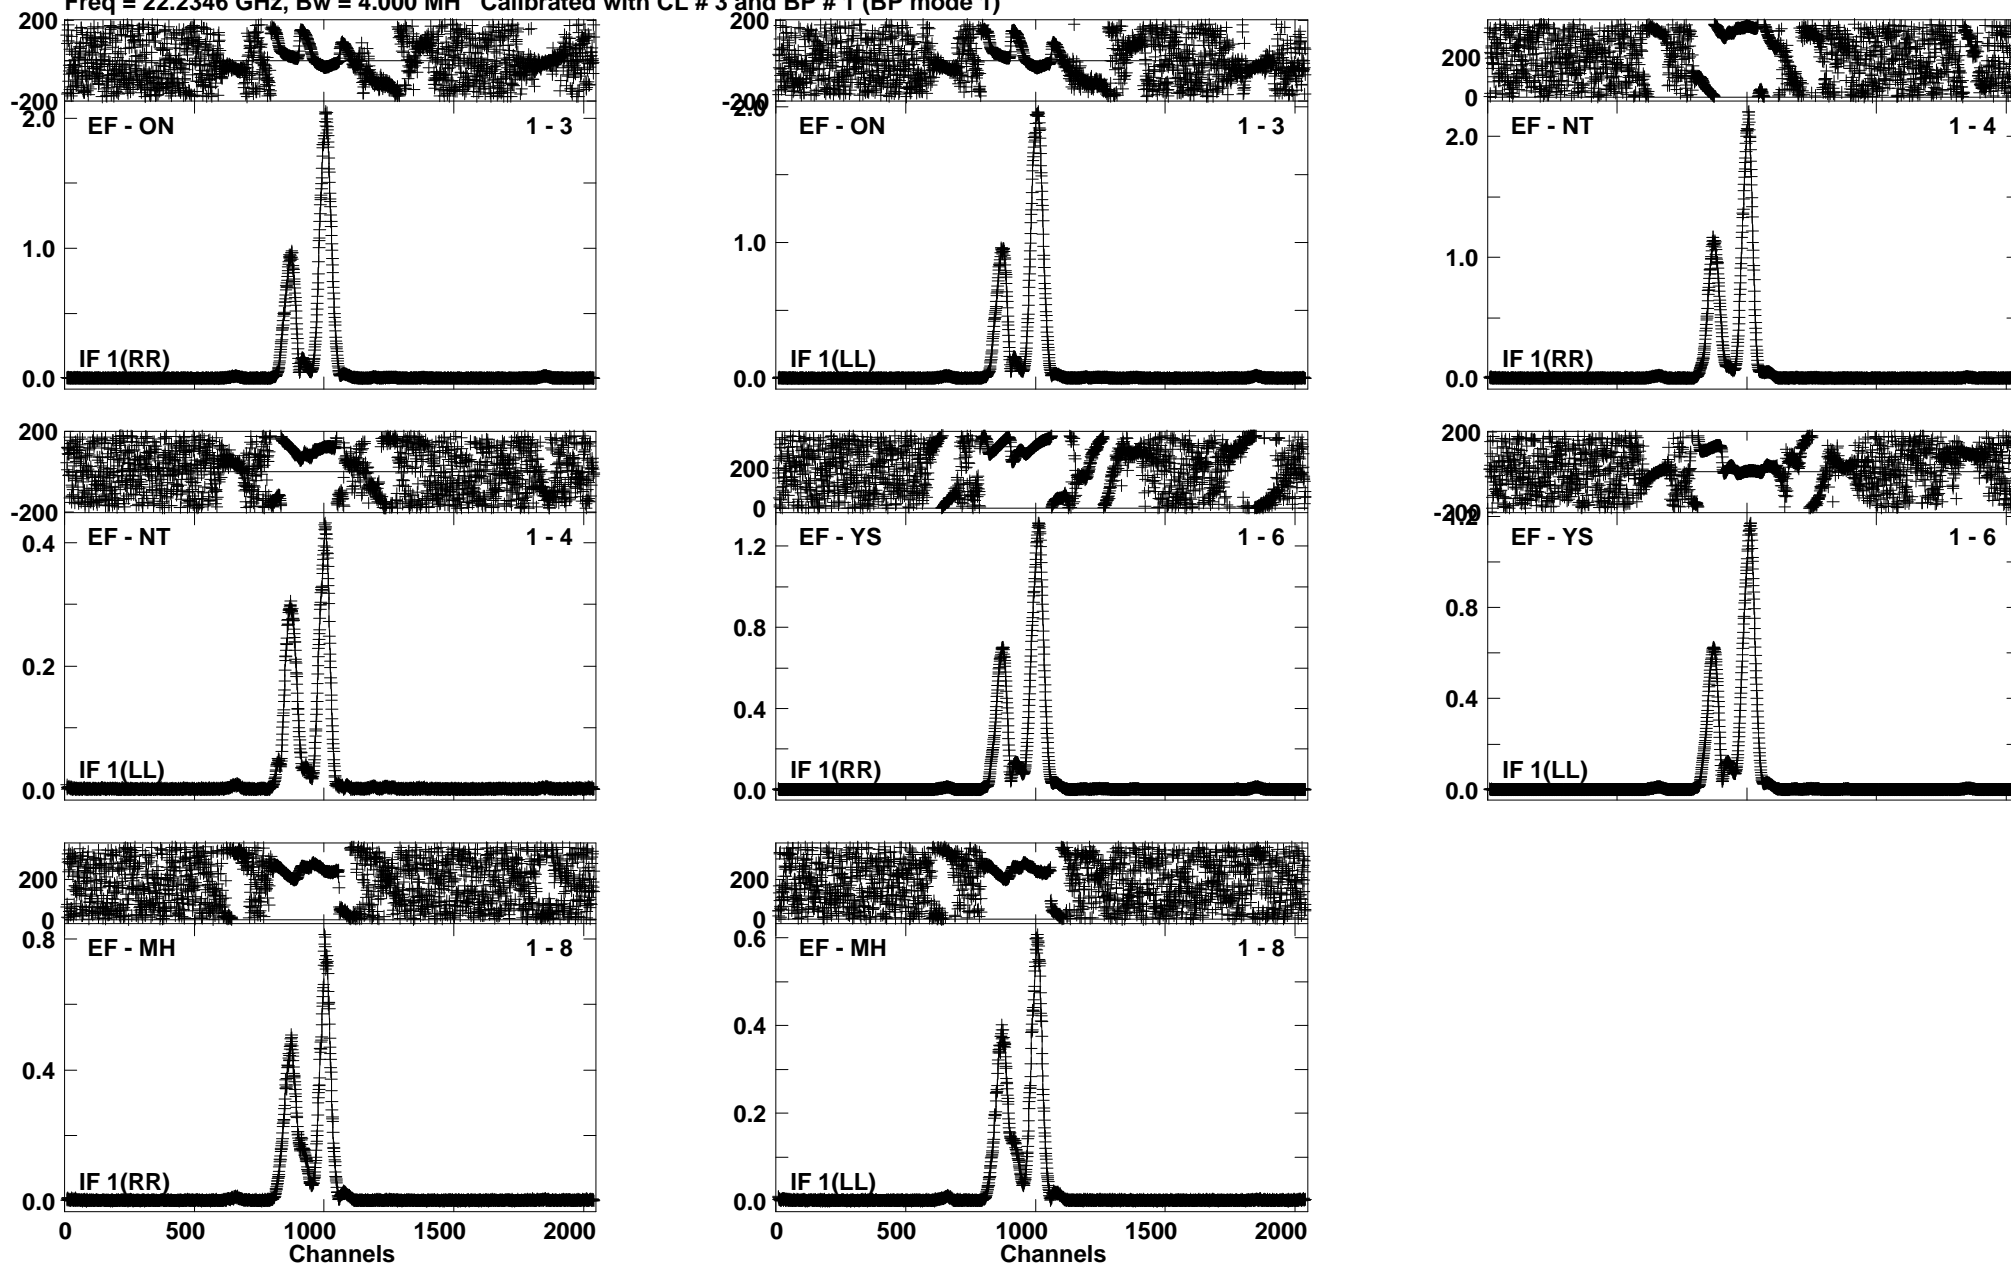 Freq = 22.2346 GHz, Bw = 4.000 MH Calibrated with CL # 3 and BP # 1 (BP mode 1)
200
-200
2.0
EF - ON
1 - 3
1.0
IF 1(RR)
0.0
200
-200
2.0
EF - ON
1 - 3
1.0
IF 1(LL)
0.0
200
0
EF - NT
1 - 4
2.0
1.0
IF 1(RR)
0.0
200
-200
EF - NT
1 - 4
0.4
0.2
IF 1(LL)
0.0
200
0
EF - YS
1 - 6
1.2
0.8
0.4
IF 1(RR)
0.0
200
-200
1.2
EF - YS
1 - 6
0.8
0.4
IF 1(LL)
0.0
200
0
0.8
EF - MH
1 - 8
0.4
IF 1(RR)
0.0
0 500 1000 1500 2000
Channels
200
0
0.6
EF - MH
1 - 8
0.4
0.2
IF 1(LL)
0.0
0 500 1000 1500 2000
Channels